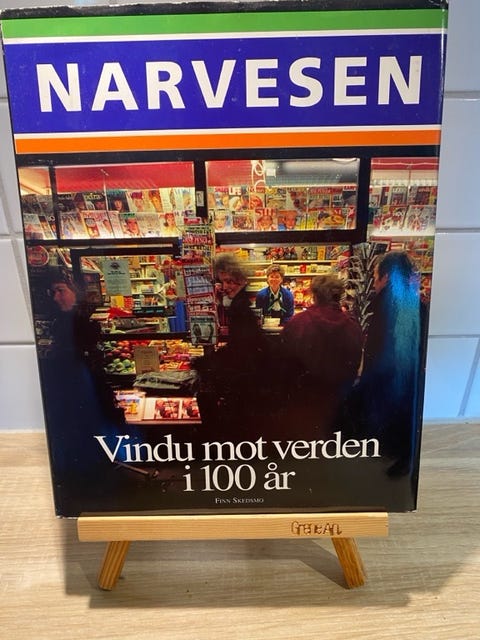 NARVESEN
Vindu mot verden
i 100 år
FINN SKEDSMO